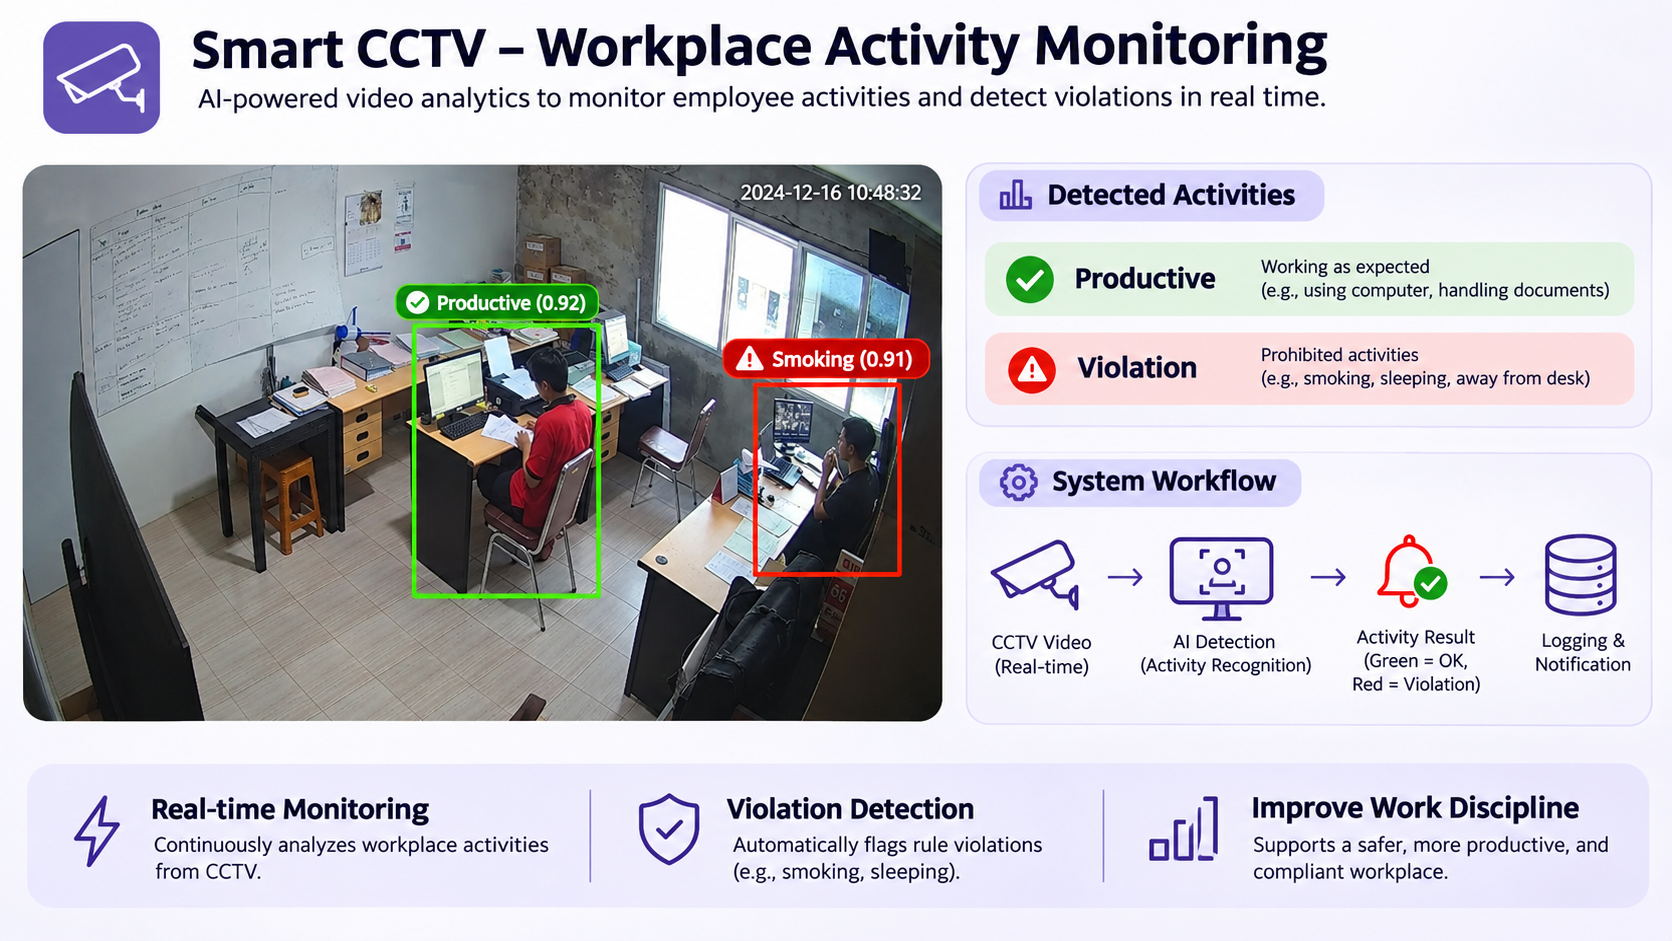 Smart CCTV – Workplace Activity Monitoring
AI-powered video analytics to monitor employee activities and detect violations in real time.
2024-12-16 10:48:32
Productive (0.92)
Smoking (0.91)
Detected Activities
Productive
Working as expected
(e.g., using computer, handling documents)
Violation
Prohibited activities
(e.g., smoking, sleeping, away from desk)
System Workflow
CCTV Video
(Real-time)
AI Detection
(Activity Recognition)
Activity Result
(Green = OK,
Red = Violation)
Logging &
Notification
Real-time Monitoring
Continuously analyzes workplace activities
from CCTV.
Violation Detection
Automatically flags rule violations
(e.g., smoking, sleeping).
Improve Work Discipline
Supports a safer, more productive, and
compliant workplace.